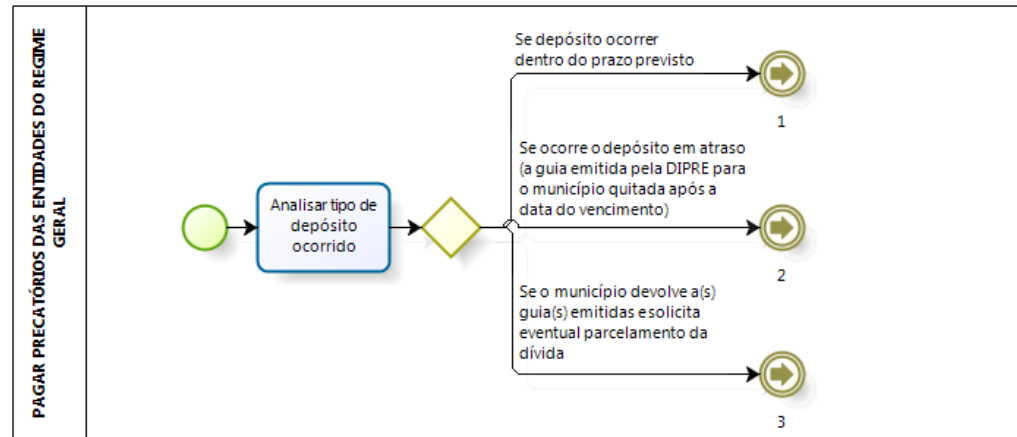 PAGAR PRECATÓRIOS DAS ENTIDADES DO REGIME
GERAL
Analisar tipo de
depósito
ocorrido
Se depósito ocorrer
dentro do prazo previsto
1
Se ocorre o depósito em atraso
(a guia emitida pela DIPRE para
o município quitada após a
data do vencimento)
2
Se o município devolve a(s)
guia(s) emitidas e solicita
eventual parcelamento da
dívida
3